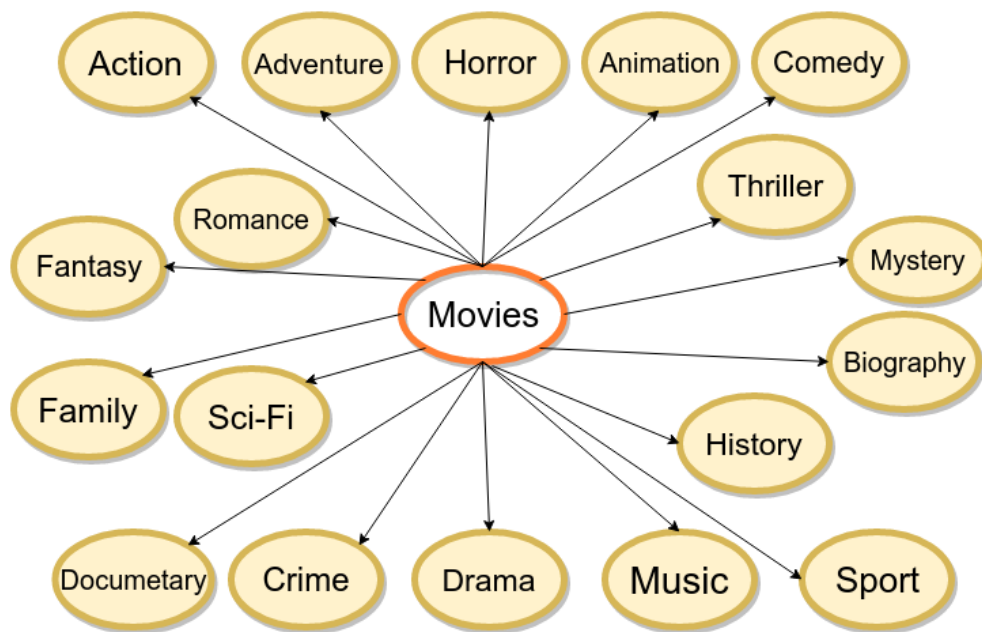 Action
Adventure
Horror
Animation
Comedy
Thriller
Romance
Fantasy
Mystery
Movies
Biography
Family
Sci-Fi
History
Documetary
Crime
Drama
Music
Sport